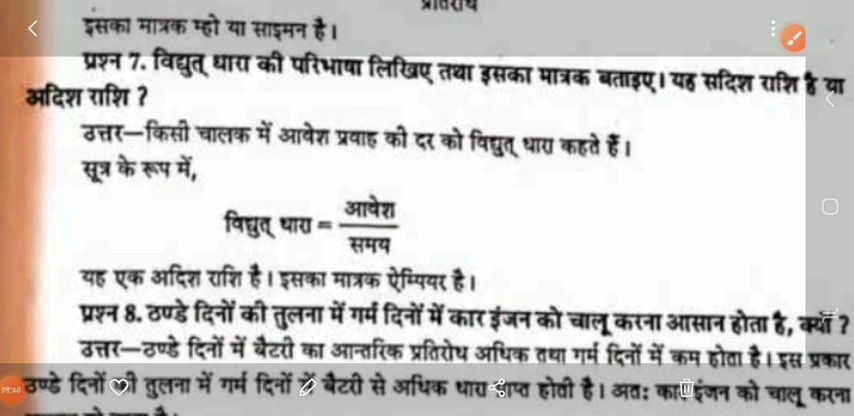 प्रतिरोध
इसका मात्रक म्हो या साइमन है।
प्रश्न 7. विद्युत् धारा की परिभाषा लिखिए तथा इसका मात्रक बताइए। यह सदिश राशि है या
अदिश राशि ?
उत्तर—किसी चालक में आवेश प्रवाह की दर को विद्युत् धारा कहते हैं।
सूत्र के रूप में,
विद्युत् धारा = आवेश
समय
यह एक अदिश राशि है। इसका मात्रक ऐम्पियर है।
प्रश्न 8. ठण्डे दिनों की तुलना में गर्म दिनों में कार इंजन को चालू करना आसान होता है, क्यों ?
उत्तर—ठण्डे दिनों में बैटरी का आन्तरिक प्रतिरोध अधिक तथा गर्म दिनों में कम होता है। इस प्रकार
09:20
ठण्डे दिनों की तुलना में गर्म दिनों में बैटरी से अधिक धारा प्राप्त होती है। अतः कार इंजन को चालू करना